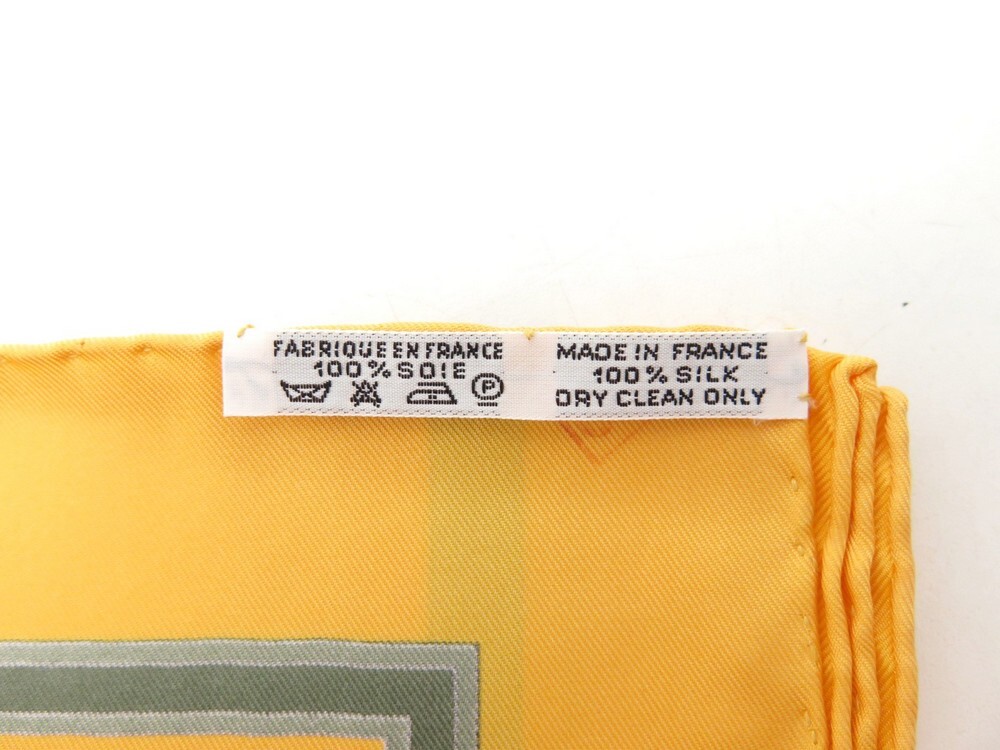 FABRIQUE EN FRANCE
100% SOIE
P
MADE IN FRANCE
100% SILK
DRY CLEAN ONLY